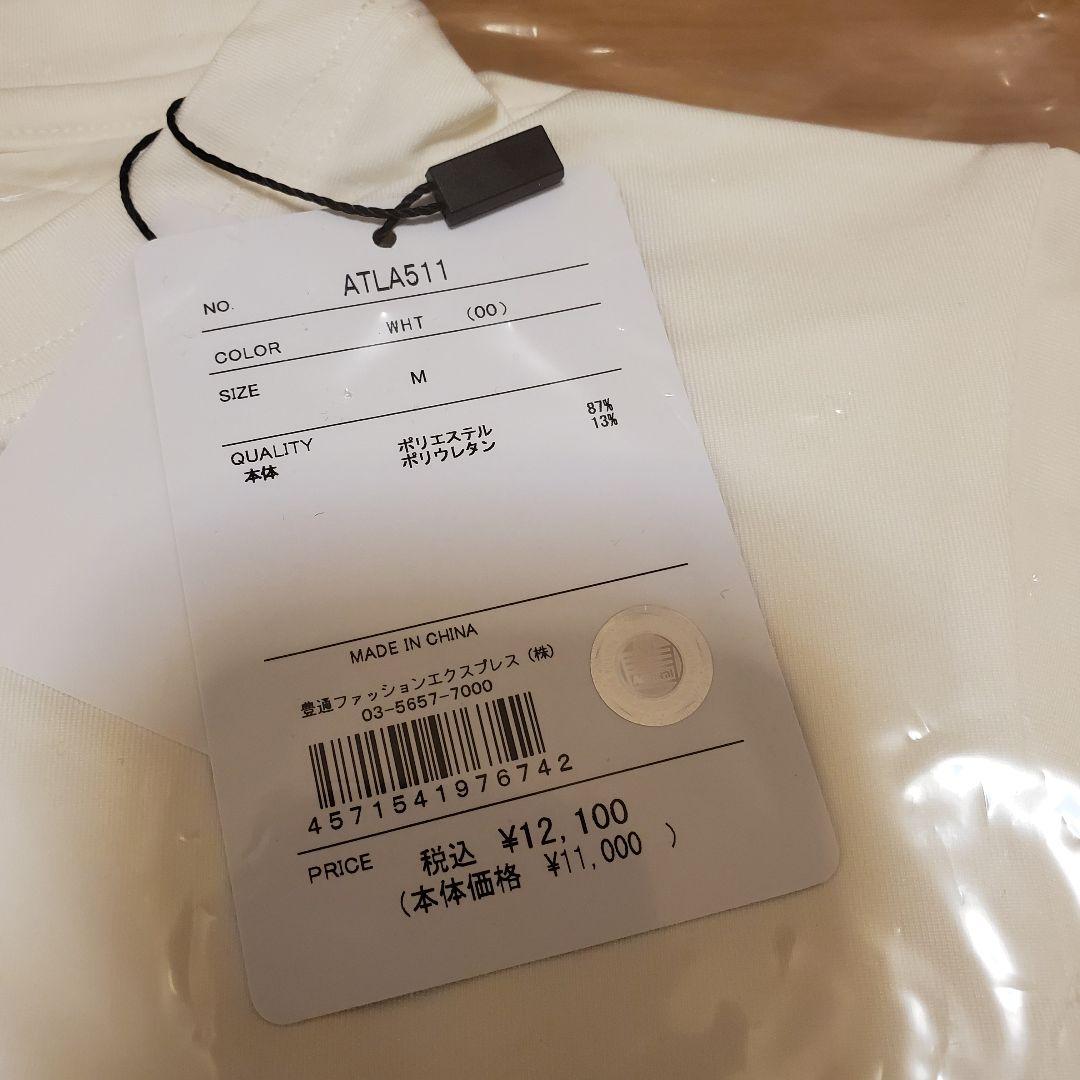 NO. ATLA511
COLOR WHT (00)
SIZE M
QUALITY ポリエステル 87%
本体 ポリウレタン 13%
MADE IN CHINA
豊通ファッションエクスプレス(株)
03-5657-7000
4571541976742
PRICE 税込 ¥12,100
(本体価格 ¥11,000 )